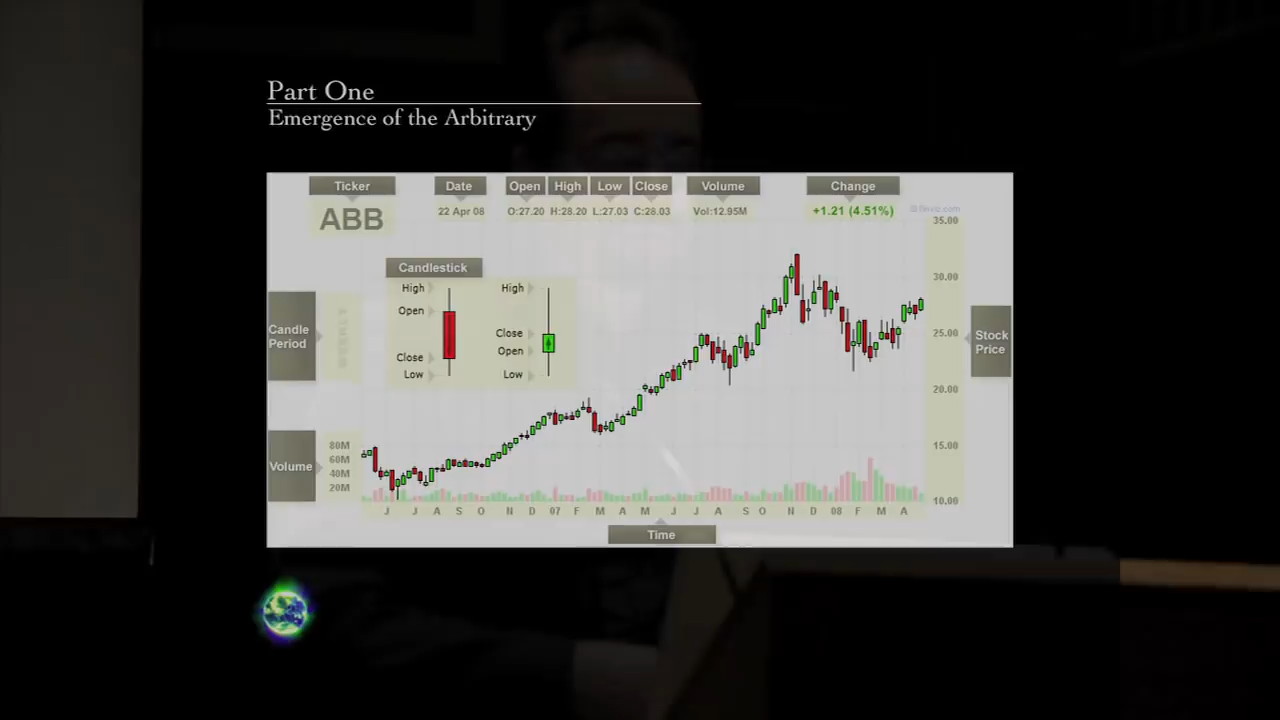 Part One
Emergence of the Arbitrary
Ticker Date Open High Low Close Volume Change
ABB 22 Apr 08 O:27.20 H:28.20 L:27.03 C:28.03 Vol:12.95M +1.21 (4.51%)
35.00
Candlestick
High High
30.00
Open
Candle Period
Close
25.00
Stock Price
Open
Close
Low Low
20.00
15.00
Volume
80M
60M
40M
20M
10.00
J J A S O N D 07 F M A M J J A S O N D 08 F M A
Time